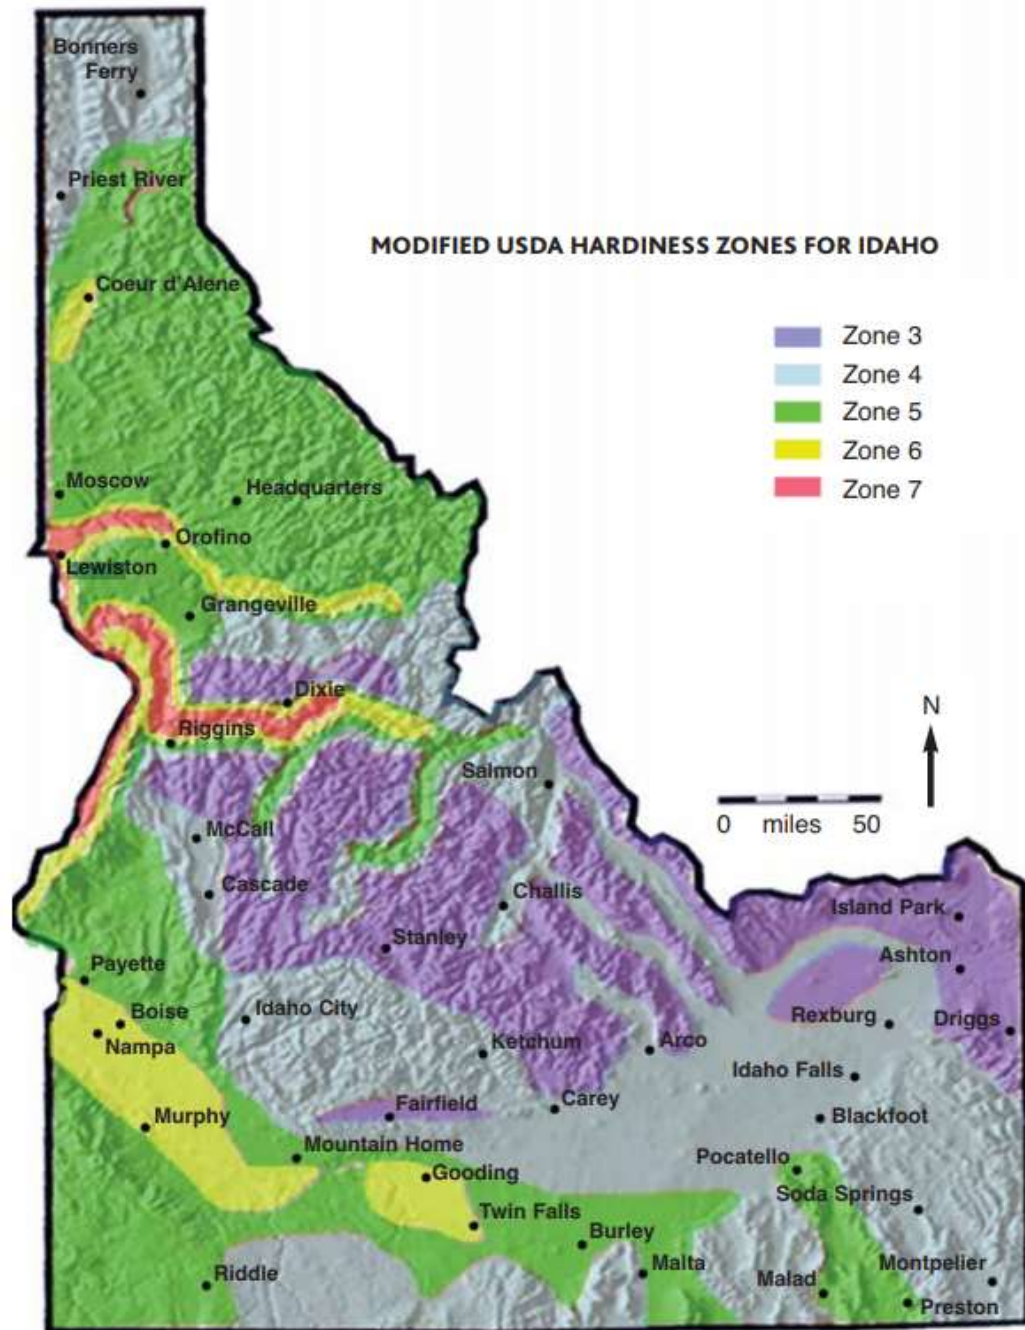 Bonners
Ferry
Priest River
MODIFIED USDA HARDINESS ZONES FOR IDAHO
Coeur d'Alene
Zone 3
Zone 4
Zone 5
Zone 6
Zone 7
Moscow
Headquarters
Orofino
Lewiston
Grangeville
Dixie
N
Riggins
Salmon
0 miles 50
McCall
Cascade
Challis
Island Park
Stanley
Ashton
Payette
Boise
Idaho City
Rexburg
Driggs
Nampa
Ketchum
Arco
Idaho Falls
Fairfield
Carey
Murphy
Blackfoot
Mountain Home
Pocatello
Gooding
Soda Springs
Twin Falls
Burley
Malta
Montpelier
Riddle
Malad
Preston